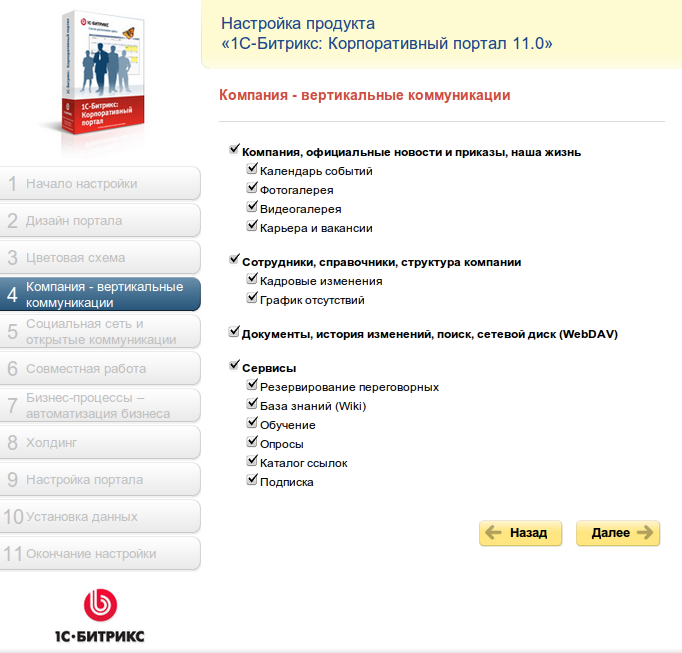 1С·БИТРИКС
1С-Битрикс:
Корпоративный
портал
Настройка продукта
«1С-Битрикс: Корпоративный портал 11.0»
1 Начало настройки
2 Дизайн портала
3 Цветовая схема
4 Компания - вертикальные
коммуникации
5 Социальная сеть и
открытые коммуникации
6 Совместная работа
7 Бизнес-процессы –
автоматизация бизнеса
8 Холдинг
9 Настройка портала
10 Установка данных
11 Окончание настройки
1С·БИТРИКС
Компания - вертикальные коммуникации
Компания, официальные новости и приказы, наша жизнь
Календарь событий
Фотогалерея
Видеогалерея
Карьера и вакансии
Сотрудники, справочники, структура компании
Кадровые изменения
График отсутствий
Документы, история изменений, поиск, сетевой диск (WebDAV)
Сервисы
Резервирование переговорных
База знаний (Wiki)
Обучение
Опросы
Каталог ссылок
Подписка
Назад
Далее